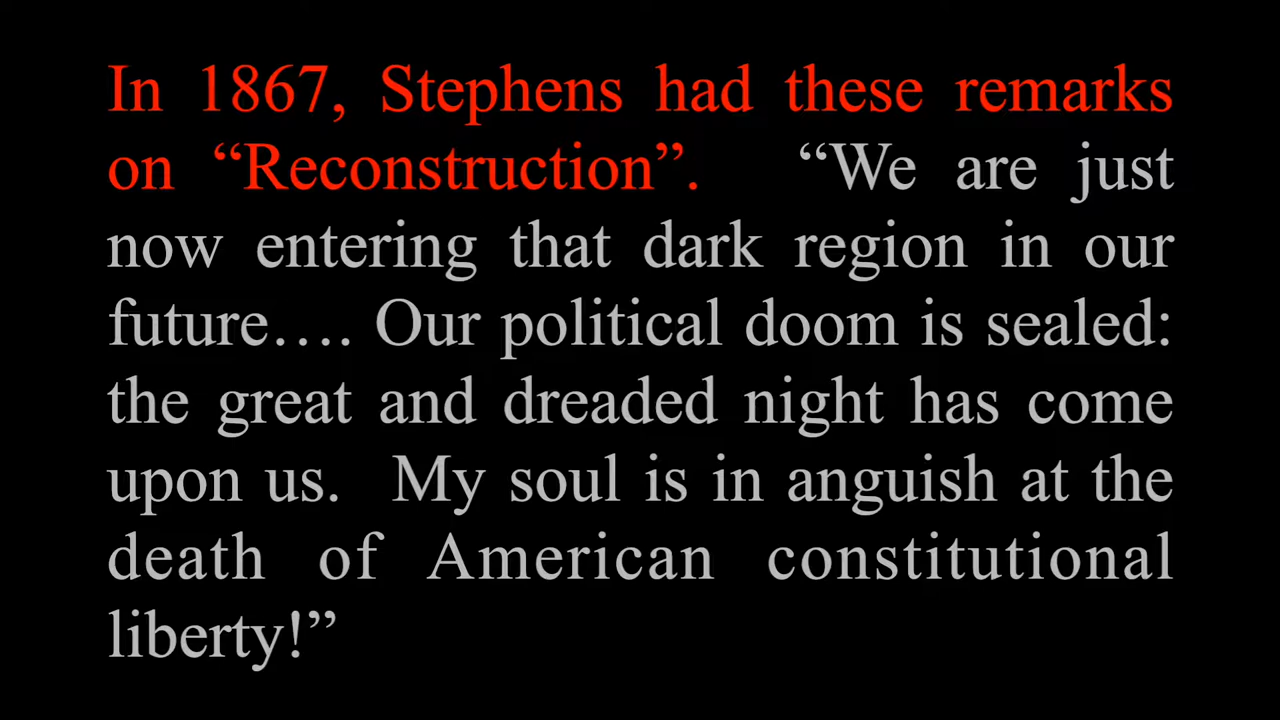 In 1867, Stephens had these remarks
on “Reconstruction”. “We are just
now entering that dark region in our
future…. Our political doom is sealed:
the great and dreaded night has come
upon us. My soul is in anguish at the
death of American constitutional
liberty!”